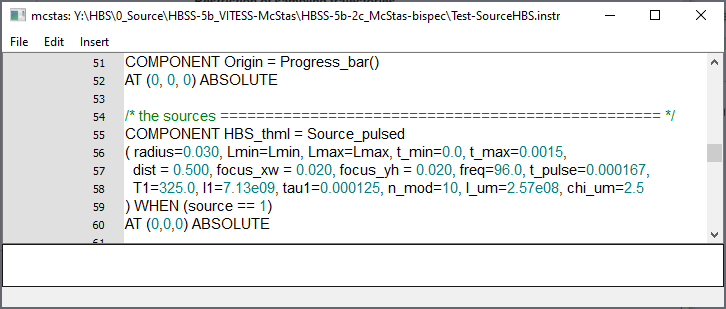 mcstas: Y:\HBS\0_Source\HBSS-5b_VITESS-McStas\HBSS-5b-2c_McStas-bispec\Test-SourceHBS.instr
File Edit Insert
51 COMPONENT Origin = Progress_bar()
52 AT (0, 0, 0) ABSOLUTE
53
54 /* the sources ================================================== */
55 COMPONENT HBS_thml = Source_pulsed
56 ( radius=0.030, Lmin=Lmin, Lmax=Lmax, t_min=0.0, t_max=0.0015,
57 dist = 0.500, focus_xw = 0.020, focus_yh = 0.020, freq=96.0, t_pulse=0.000167,
58 T1=325.0, I1=7.13e09, tau1=0.000125, n_mod=10, I_um=2.57e08, chi_um=2.5
59 ) WHEN (source == 1)
60 AT (0,0,0) ABSOLUTE